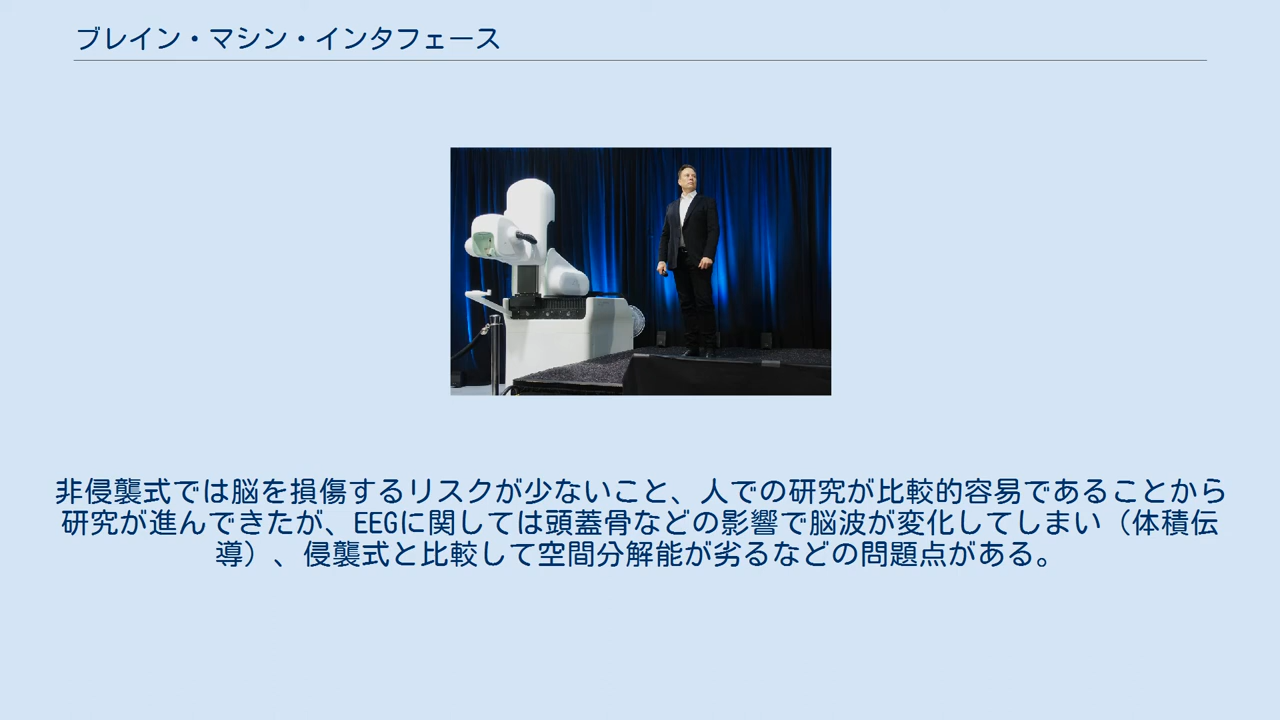 ブレイン・マシン・インタフェース
非侵襲式では脳を損傷するリスクが少ないこと、人での研究が比較的容易であることから
研究が進んできたが、EEGに関しては頭蓋骨などの影響で脳波が変化してしまい（体積伝
導）、侵襲式と比較して空間分解能が劣るなどの問題点がある。